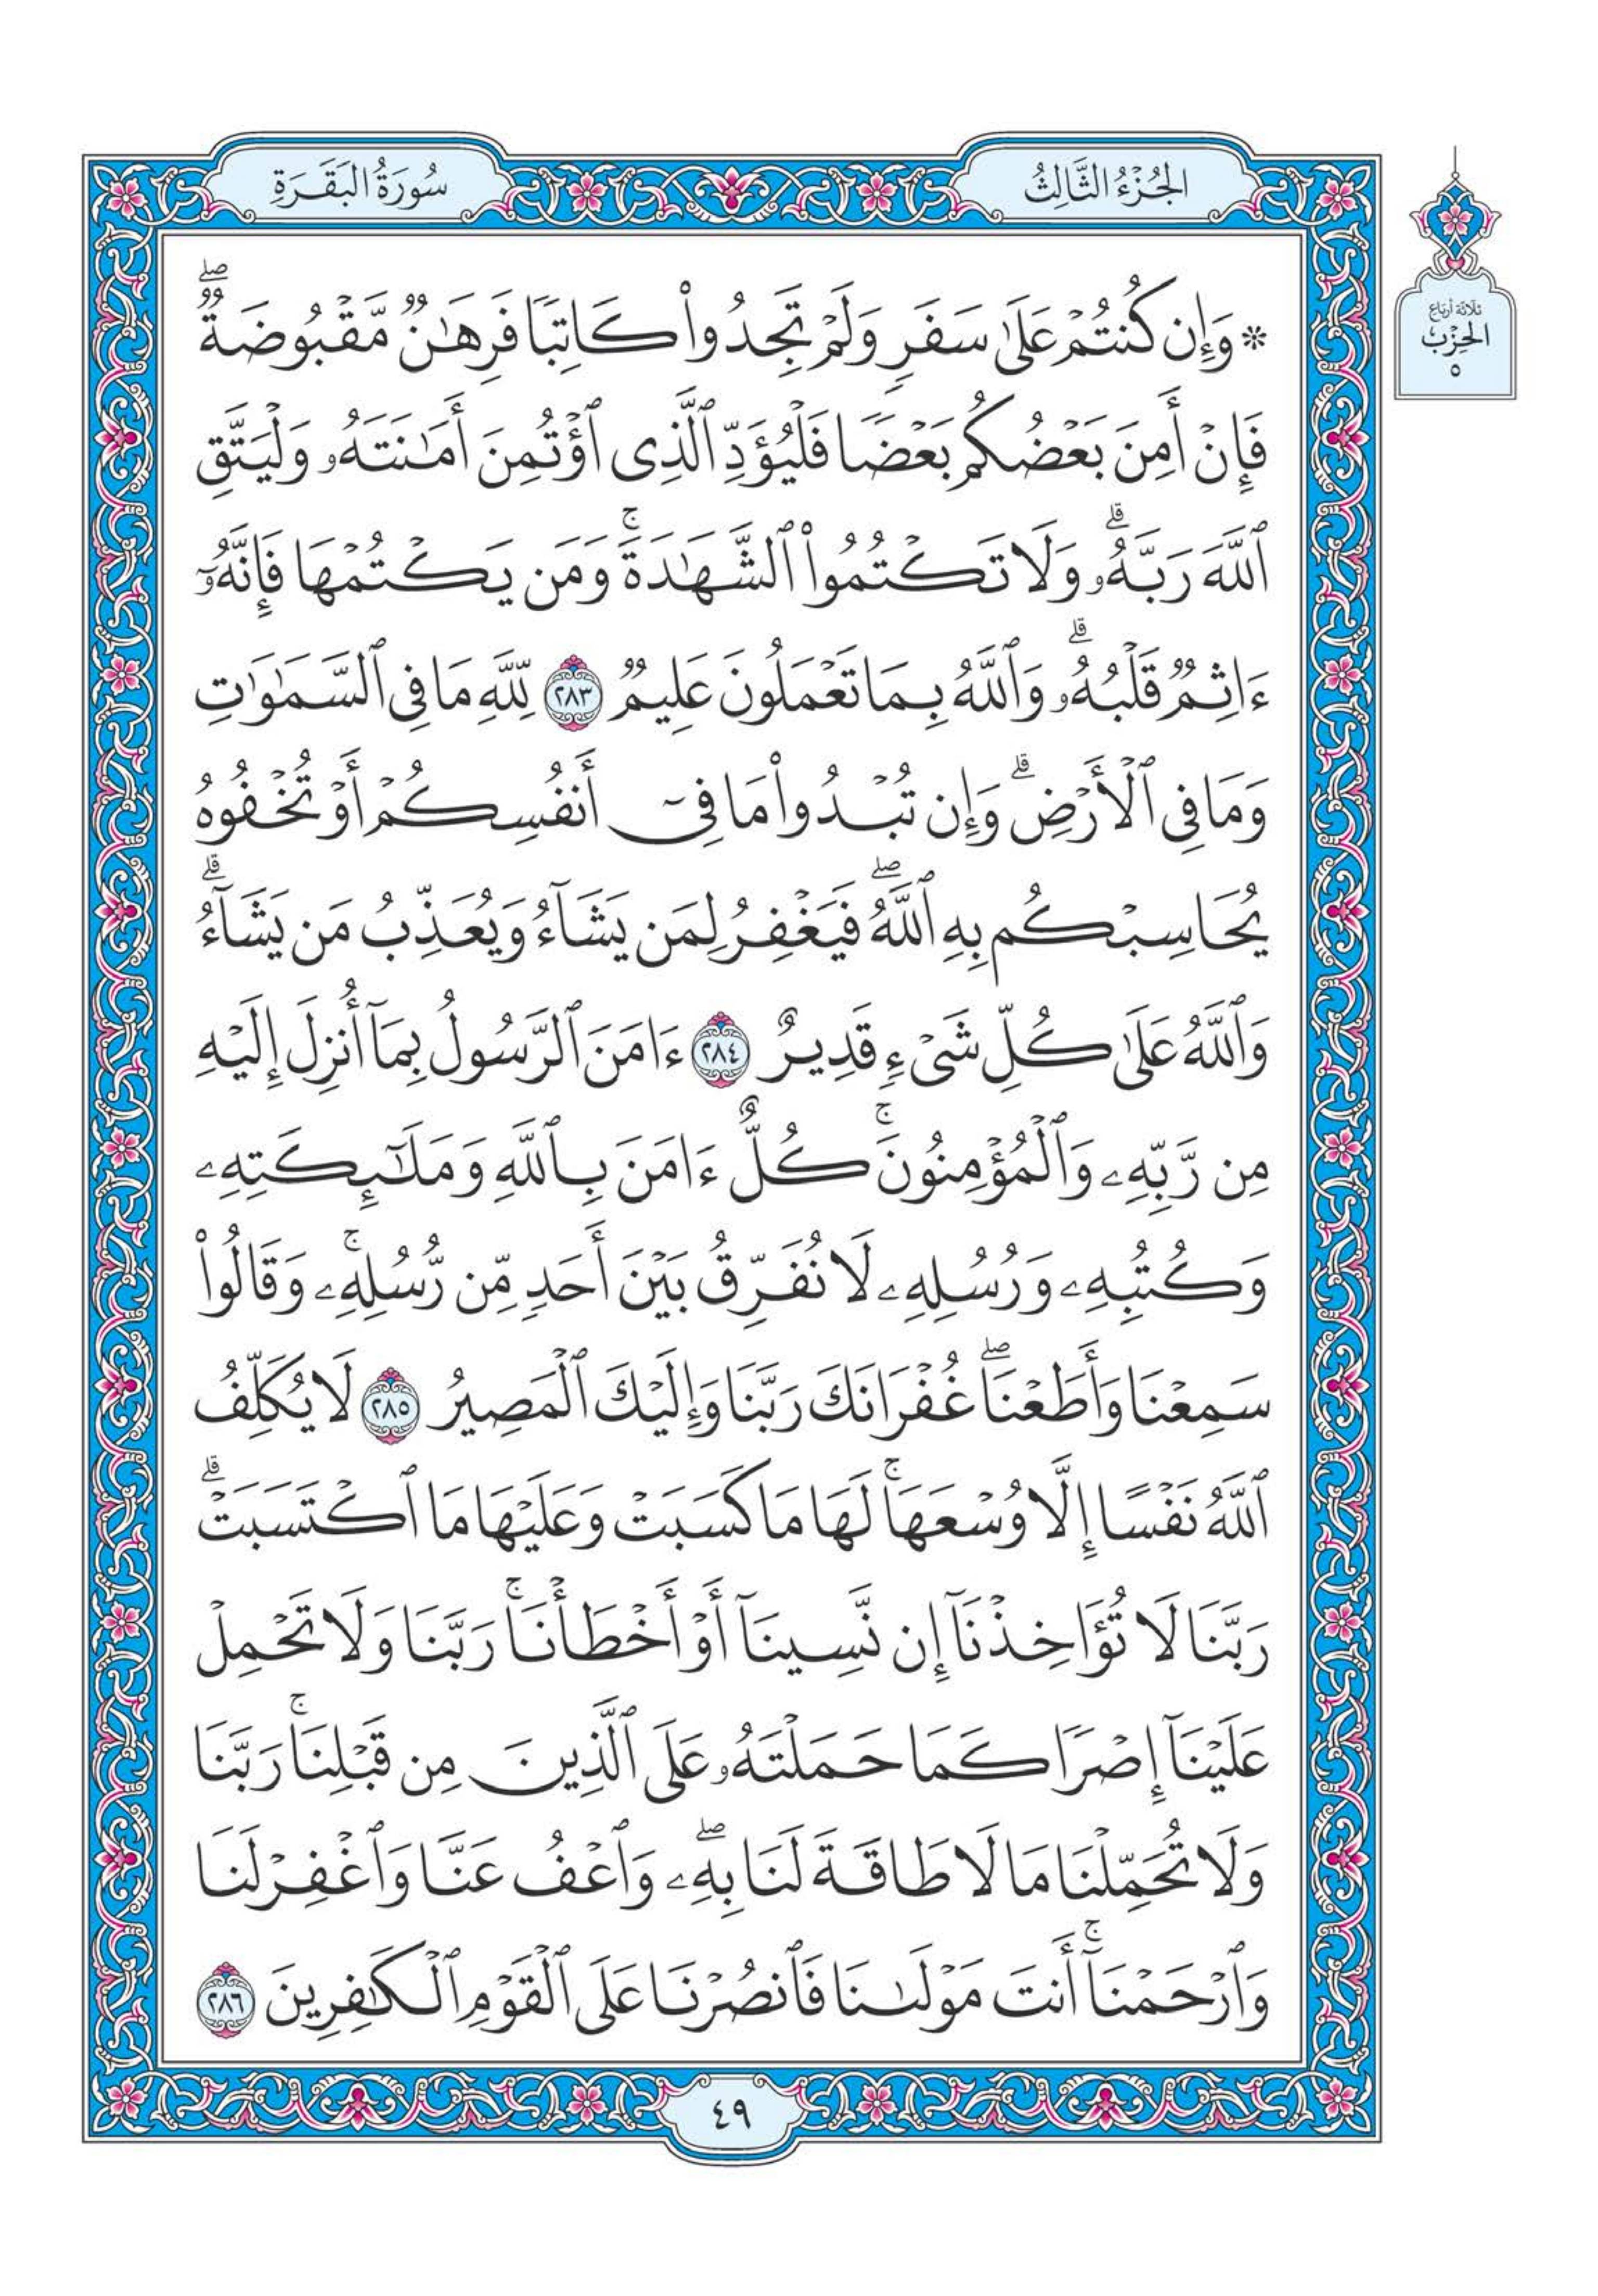 الجُزْءُ الثَّالِثُ
سُورَةُ البَقَرَةِ
ثلاثة أرباع
الحِزْب
٥
* وَإِن كُنتُمْ عَلَىٰ سَفَرٍ وَلَمْ تَجِدُوا۟ كَاتِبًا فَرِهَٰنٌ مَّقْبُوضَةٌ ۖ
فَإِنْ أَمِنَ بَعْضُكُم بَعْضًا فَلْيُؤَدِّ ٱلَّذِى ٱؤْتُمِنَ أَمَٰنَتَهُۥ وَلْيَتَّقِ
ٱللَّهَ رَبَّهُۥ ۗ وَلَا تَكْتُمُوا۟ ٱلشَّهَٰدَةَ ۚ وَمَن يَكْتُمْهَا فَإِنَّهُۥٓ
ءَاثِمٌ قَلْبُهُۥ ۗ وَٱللَّهُ بِمَا تَعْمَلُونَ عَلِيمٌ ٢٨٣ لِّلَّهِ مَا فِى ٱلسَّمَٰوَٰتِ
وَمَا فِى ٱلْأَرْضِ ۗ وَإِن تُبْدُوا۟ مَا فِىٓ أَنفُسِكُمْ أَوْ تُخْفُوهُ
يُحَاسِبْكُم بِهِ ٱللَّهُ ۖ فَيَغْفِرُ لِمَن يَشَآءُ وَيُعَذِّبُ مَن يَشَآءُ ۗ
وَٱللَّهُ عَلَىٰ كُلِّ شَىْءٍ قَدِيرٌ ٢٨٤ ءَامَنَ ٱلرَّسُولُ بِمَآ أُنزِلَ إِلَيْهِ
مِن رَّبِّهِۦ وَٱلْمُؤْمِنُونَ ۚ كُلٌّ ءَامَنَ بِٱللَّهِ وَمَلَٰٓئِكَتِهِۦ
وَكُتُبِهِۦ وَرُسُلِهِۦ لَا نُفَرِّقُ بَيْنَ أَحَدٍ مِّن رُّسُلِهِۦ ۚ وَقَالُوا۟
سَمِعْنَا وَأَطَعْنَا ۖ غُفْرَانَكَ رَبَّنَا وَإِلَيْكَ ٱلْمَصِيرُ ٢٨٥ لَا يُكَلِّفُ
ٱللَّهُ نَفْسًا إِلَّا وُسْعَهَا ۚ لَهَا مَا كَسَبَتْ وَعَلَيْهَا مَا ٱكْتَسَبَتْ ۗ
رَبَّنَا لَا تُؤَاخِذْنَآ إِن نَّسِينَآ أَوْ أَخْطَأْنَا ۚ رَبَّنَا وَلَا تَحْمِلْ
عَلَيْنَآ إِصْرًا كَمَا حَمَلْتَهُۥ عَلَى ٱلَّذِينَ مِن قَبْلِنَا ۚ رَبَّنَا
وَلَا تُحَمِّلْنَا مَا لَا طَاقَةَ لَنَا بِهِۦ ۖ وَٱعْفُ عَنَّا وَٱغْفِرْ لَنَا
وَٱرْحَمْنَآ ۚ أَنتَ مَوْلَىٰنَا فَٱنصُرْنَا عَلَى ٱلْقَوْمِ ٱلْكَٰفِرِينَ ٢٨٦
٤٩